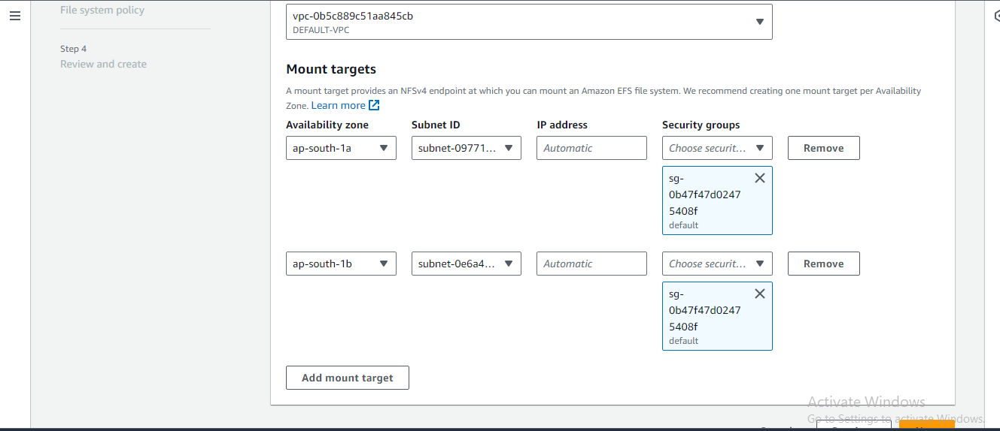 File system policy
Step 4
Review and create
vpc-0b5c889c51aa845cb
DEFAULT-VPC
Mount targets
A mount target provides an NFSv4 endpoint at which you can mount an Amazon EFS file system. We recommend creating one mount target per Availability
Zone. Learn more
Availability zone Subnet ID IP address Security groups
ap-south-1a subnet-09771... Automatic Choose securit... Remove
sg-
0b47f47d0247
5408f
default
ap-south-1b subnet-0e6a4... Automatic Choose securit... Remove
sg-
0b47f47d0247
5408f
default
Add mount target
Activate Windows
Go to Settings to activate Windows.